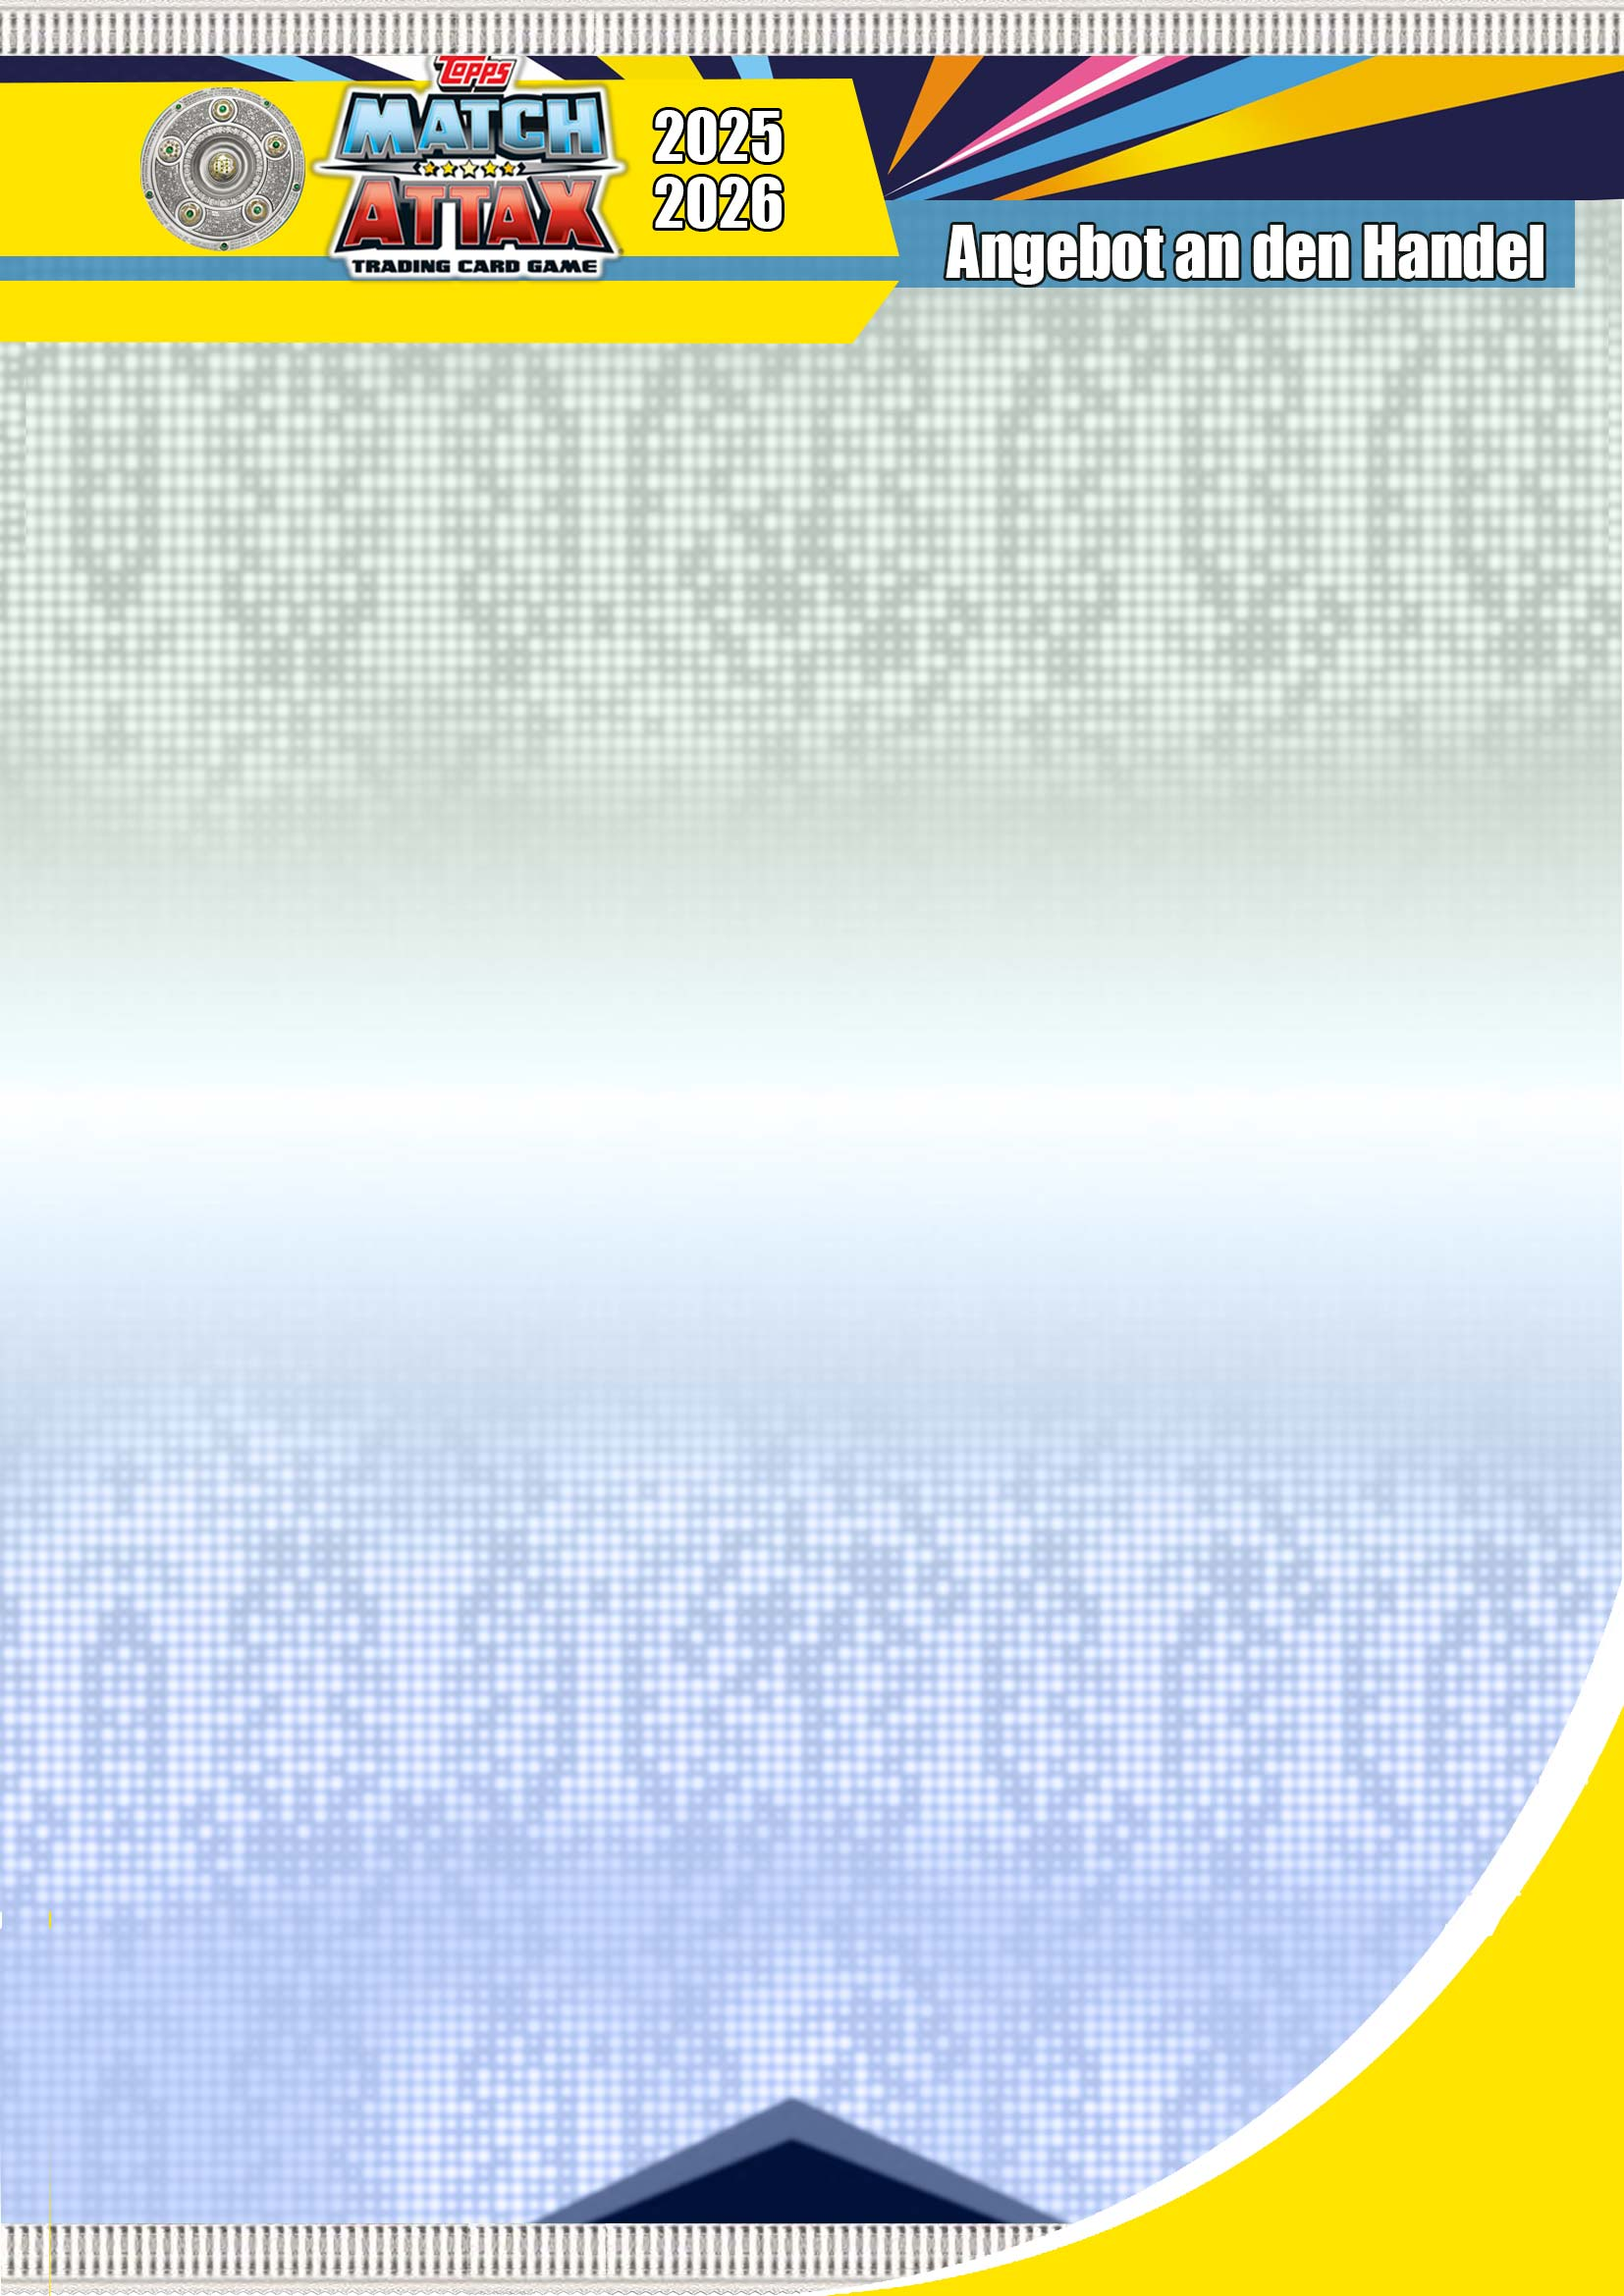 Topps
MATCH
ATTAX
TRADING CARD GAME
2025
2026
Angebot an den Handel